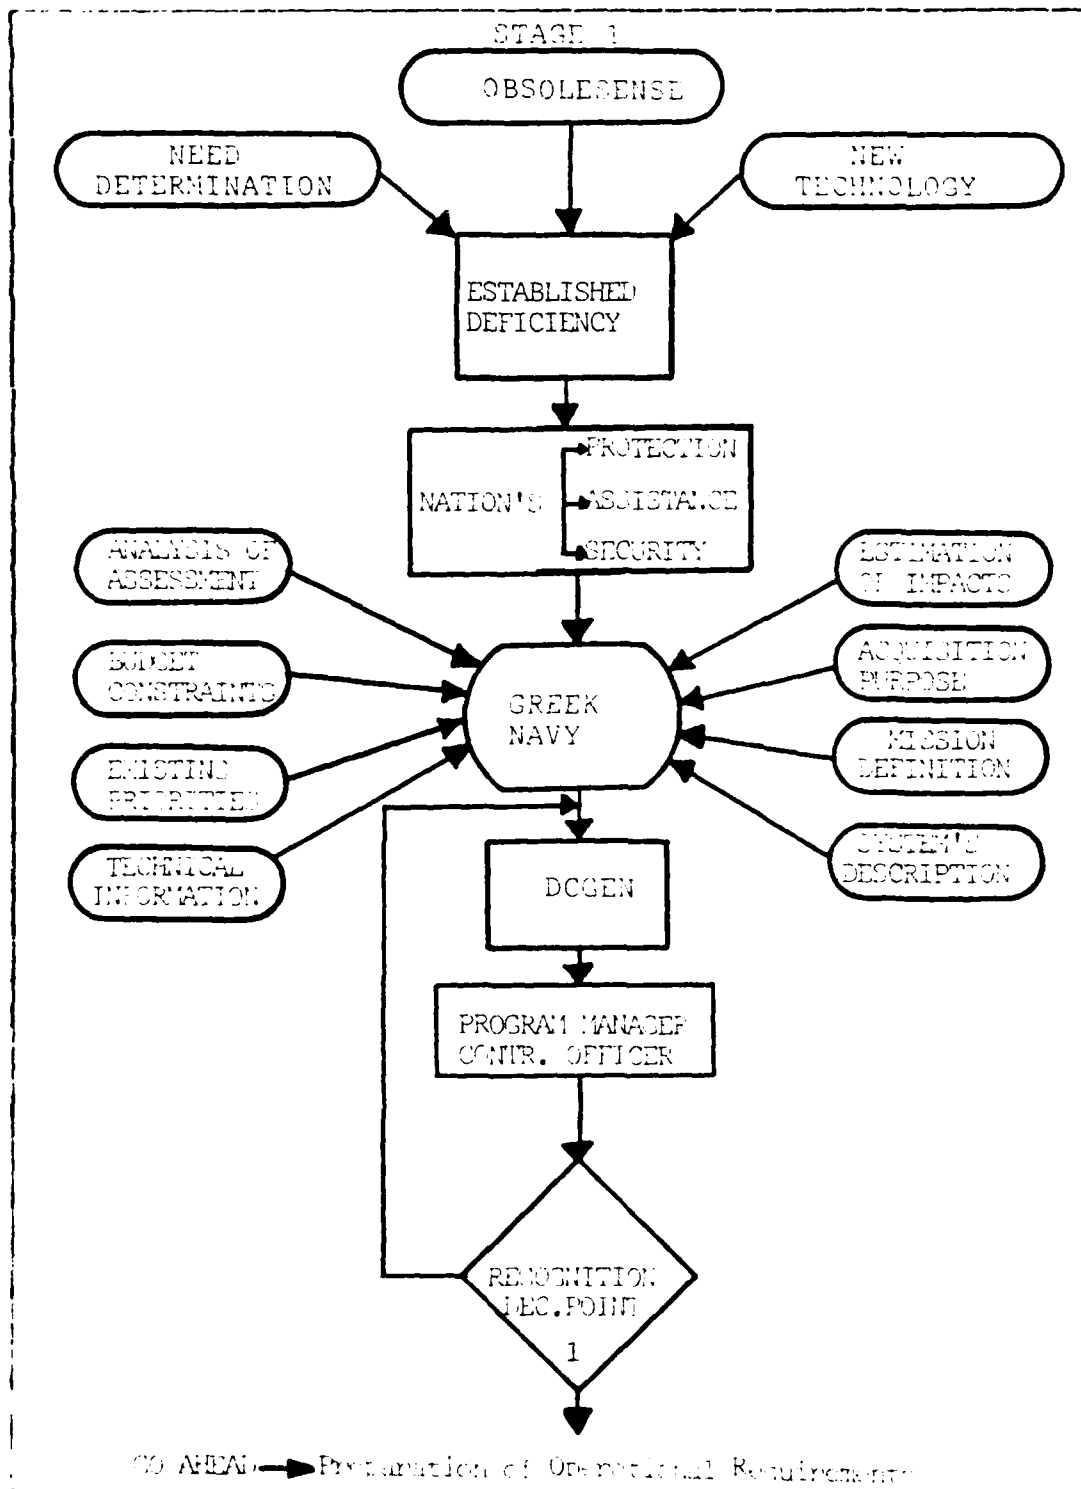 STAGE 1
OBSOLESENSE
NEED
DETERMINATION
NEW
TECHNOLOGY
ESTABLISHED
DEFICIENCY
NATION'S
PROTECTION
ASSISTANCE
SECURITY
ANALYSIS OF
ASSESSMENT
BUDGET
CONSTRAINTS
EXISTING
PRIORITIES
TECHNICAL
INFORMATION
GREEK
NAVY
ESTIMATION
OF IMPACTS
ACQUISITION
PURPOSE
MISSION
DEFINITION
SYSTEM'S
DESCRIPTION
DCGEN
PROGRAM MANAGER
CONTR. OFFICER
RECOGNITION
DEC.POINT
1
GO AHEAD Preparation of Operational Requirements